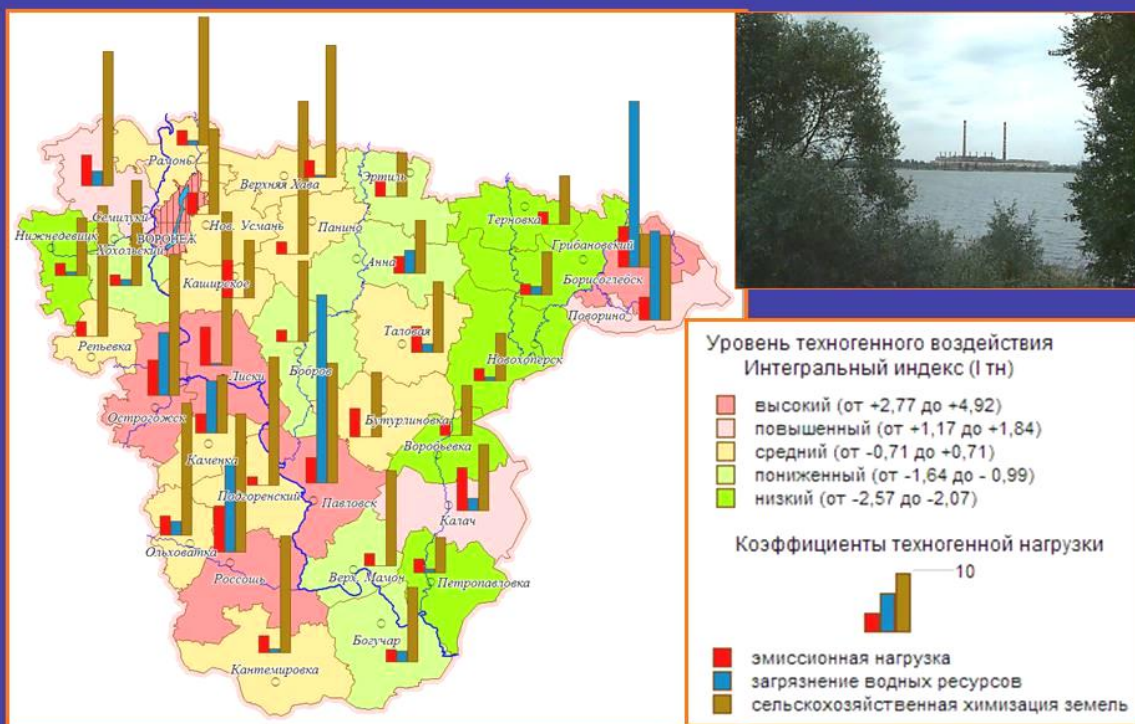 Рамонь
Верхняя Хава
Эртиль
Семилуки
ВОРОНЕЖ
Нов. Усмань
Панино
Терновка
Нижнедевицк
Хохольский
Грибановский
Анна
Борисоглебск
Каширское
Поворино
Репьевка
Таловая
Лиски
Бобров
Новохоперск
Острогожск
Бутурлиновка
Каменка
Воробьевка
Подгоренский
Павловск
Калач
Ольховатка
Россошь
Верх. Мамон
Петропавловка
Богучар
Кантемировка
Уровень техногенного воздействия
Интегральный индекс (I тн)
высокий (от +2,77 до +4,92)
повышенный (от +1,17 до +1,84)
средний (от -0,71 до +0,71)
пониженный (от -1,64 до - 0,99)
низкий (от -2,57 до -2,07)
Коэффициенты техногенной нагрузки
10
эмиссионная нагрузка
загрязнение водных ресурсов
сельскохозяйственная химизация земель